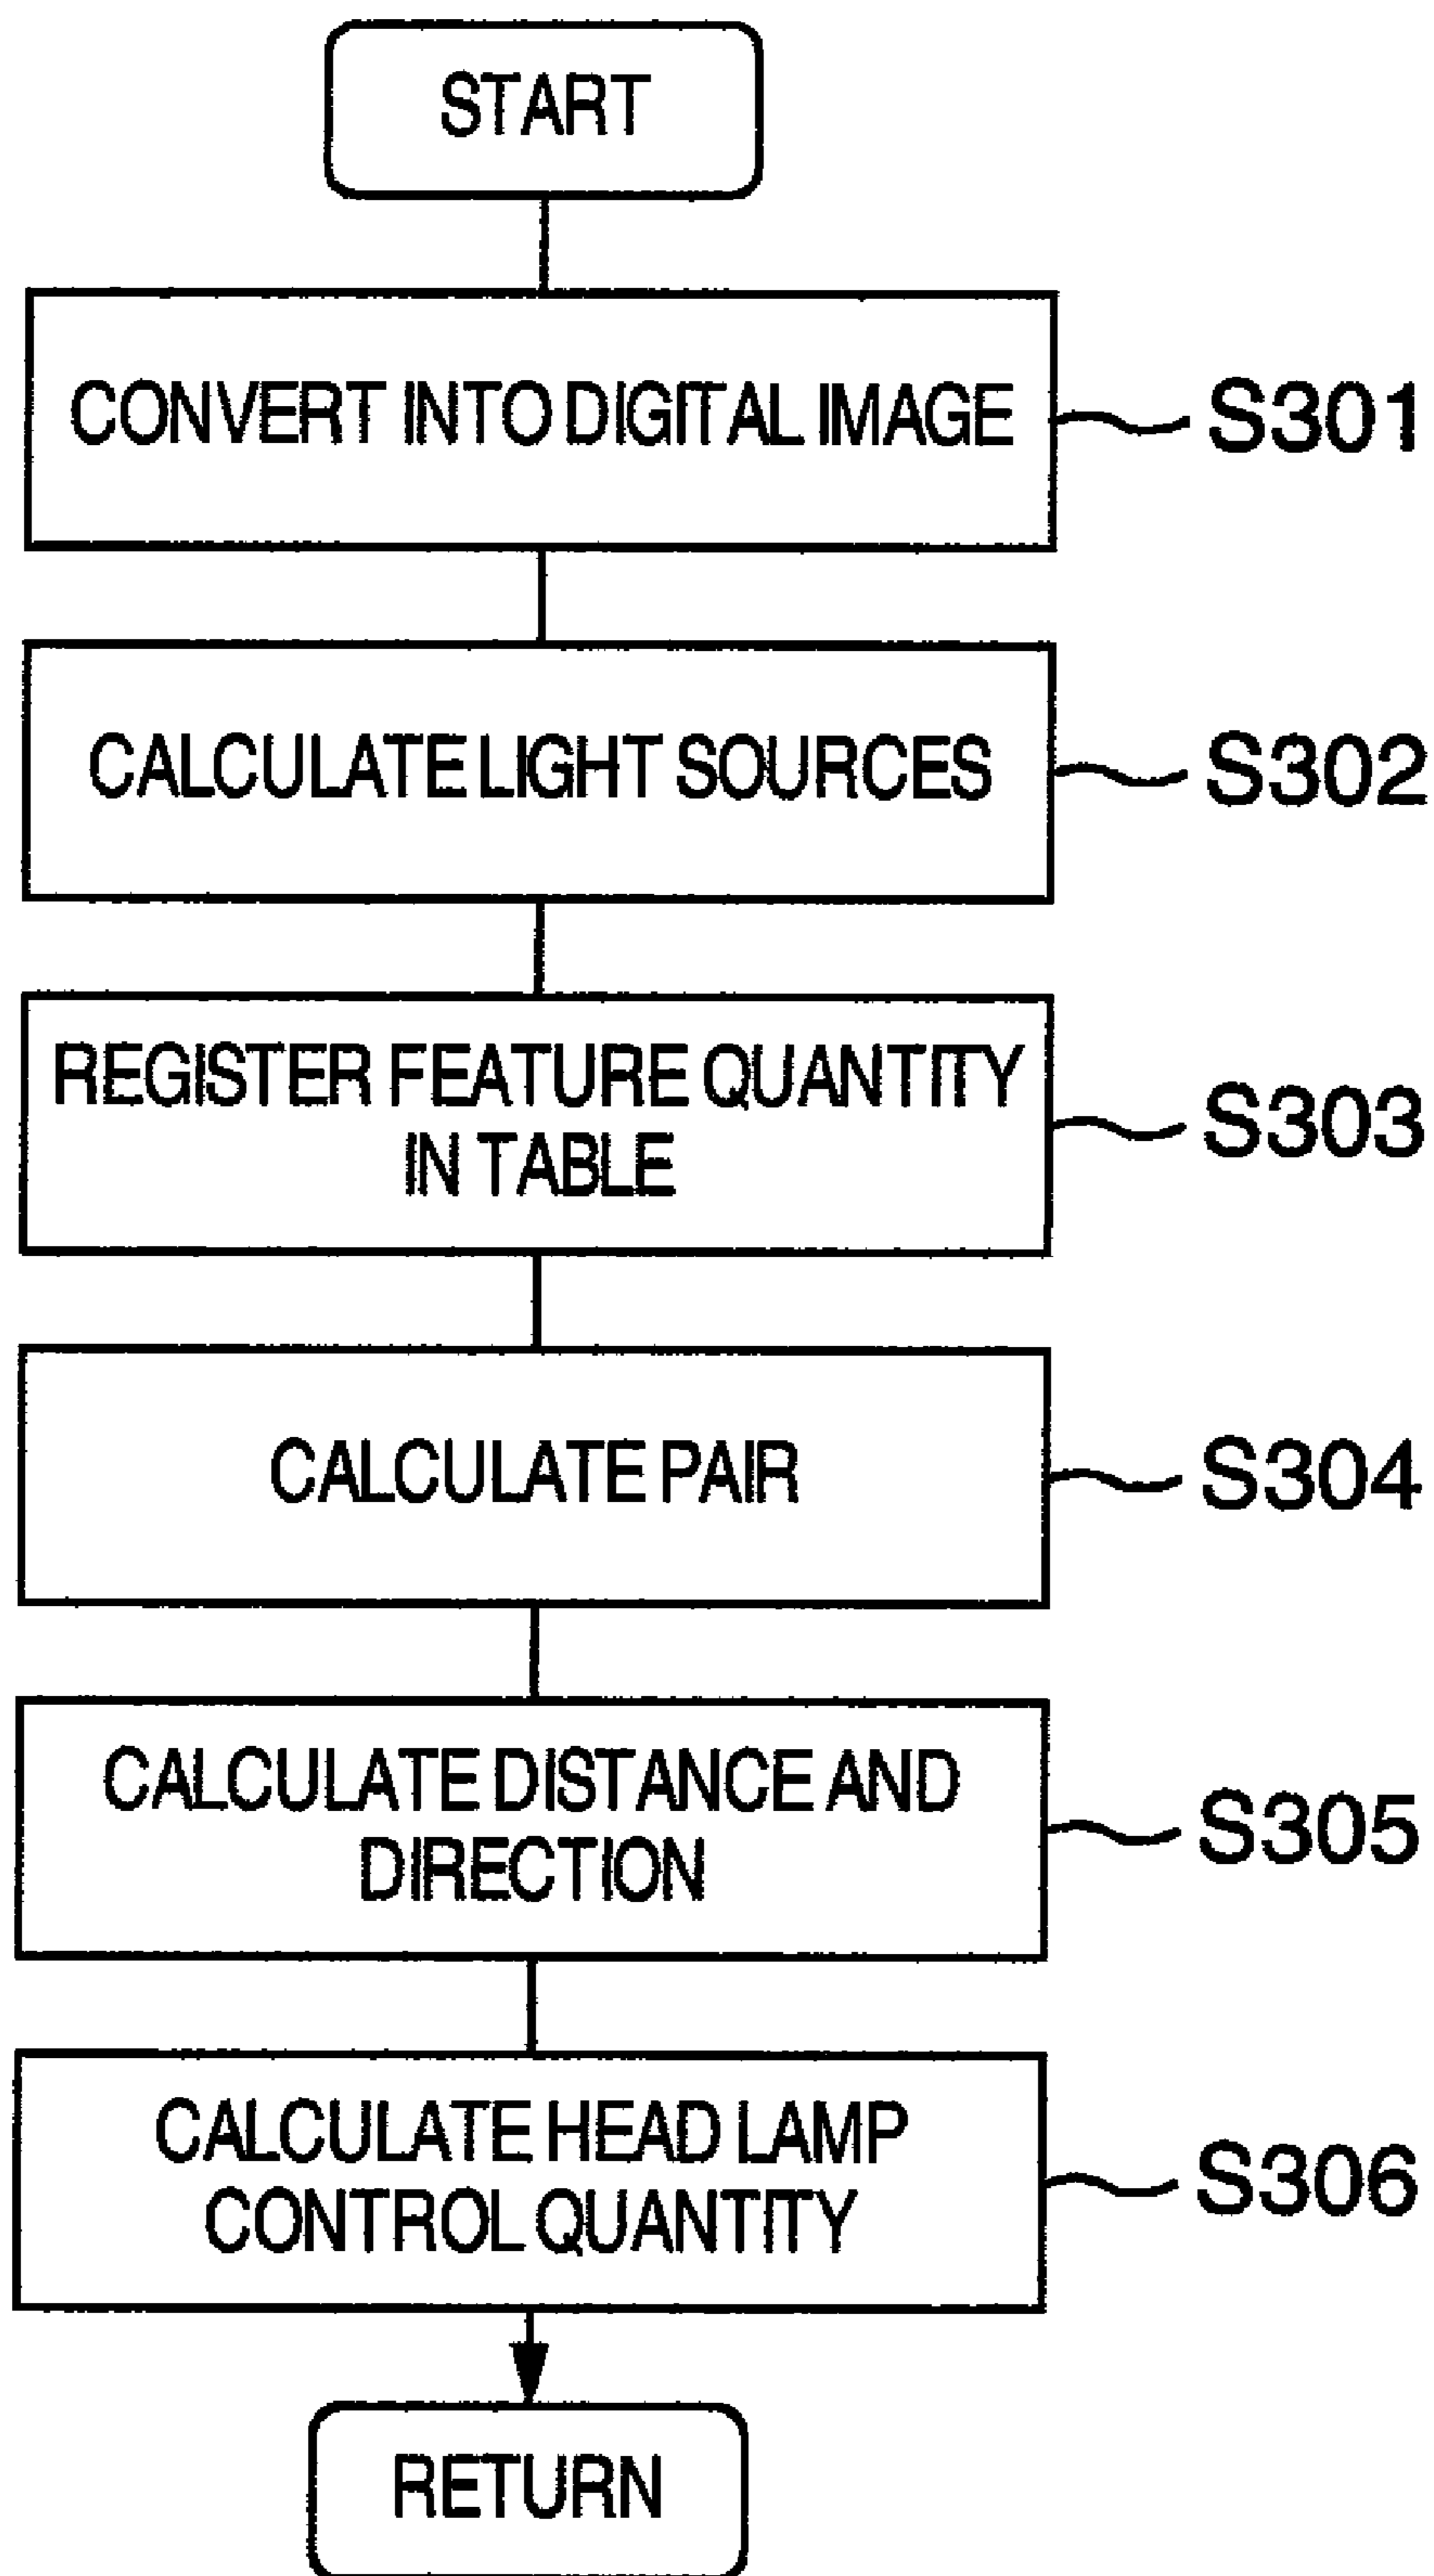 START
CONVERT INTO DIGITAL IMAGE
S301
CALCULATE LIGHT SOURCES
S302
REGISTER FEATURE QUANTITY
IN TABLE
S303
CALCULATE PAIR
S304
CALCULATE DISTANCE AND
DIRECTION
S305
CALCULATE HEAD LAMP
CONTROL QUANTITY
S306
RETURN